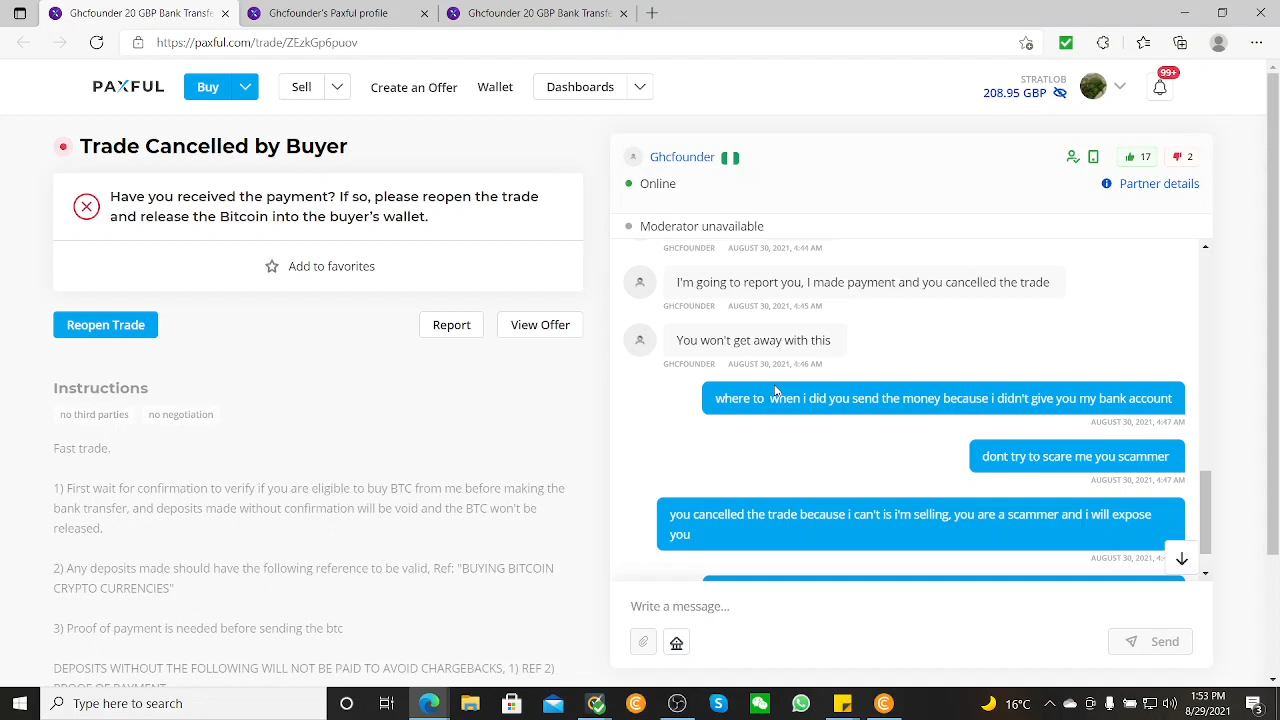 20 GBP Bank
20 GBP Bank Trans
https://paxful.com/trade/ZEzkGp6puov
PAXFUL
Buy
Sell
Create an Offer
Wallet
Dashboards
STRATLOB
208.95 GBP
99+
Trade Cancelled by Buyer
Have you received the payment? If so, please reopen the trade
and release the Bitcoin into the buyer's wallet.
Add to favorites
Reopen Trade
Report
View Offer
Instructions
no third parties
no negotiation
Fast trade.
1) First wait for confirmation to verify if you are eligible to buy BTC from me before making the
bank transfer, and deposits made without confirmation will be void and the BTC won't be
released.
2) Any deposits made should have the following reference to be valid, Ref: "BUYING BITCOIN
CRYPTO CURRENCIES"
3) Proof of payment is needed before sending the btc
DEPOSITS WITHOUT THE FOLLOWING WILL NOT BE PAID TO AVOID CHARGEBACKS, 1) REF 2)
PROOF OF PAYMENT
Ghcfounder
17
2
Online
Partner details
Moderator unavailable
GHCFOUNDER AUGUST 30, 2021, 4:44 AM
I'm going to report you, I made payment and you cancelled the trade
GHCFOUNDER AUGUST 30, 2021, 4:45 AM
You won't get away with this
GHCFOUNDER AUGUST 30, 2021, 4:46 AM
where to when i did you send the money because i didn't give you my bank account
AUGUST 30, 2021, 4:47 AM
dont try to scare me you scammer
AUGUST 30, 2021, 4:47 AM
you cancelled the trade because i can't is i'm selling, you are a scammer and i will expose
you
AUGUST 30, 2021,
Write a message...
Send
Type here to search
16°C
1:53 PM